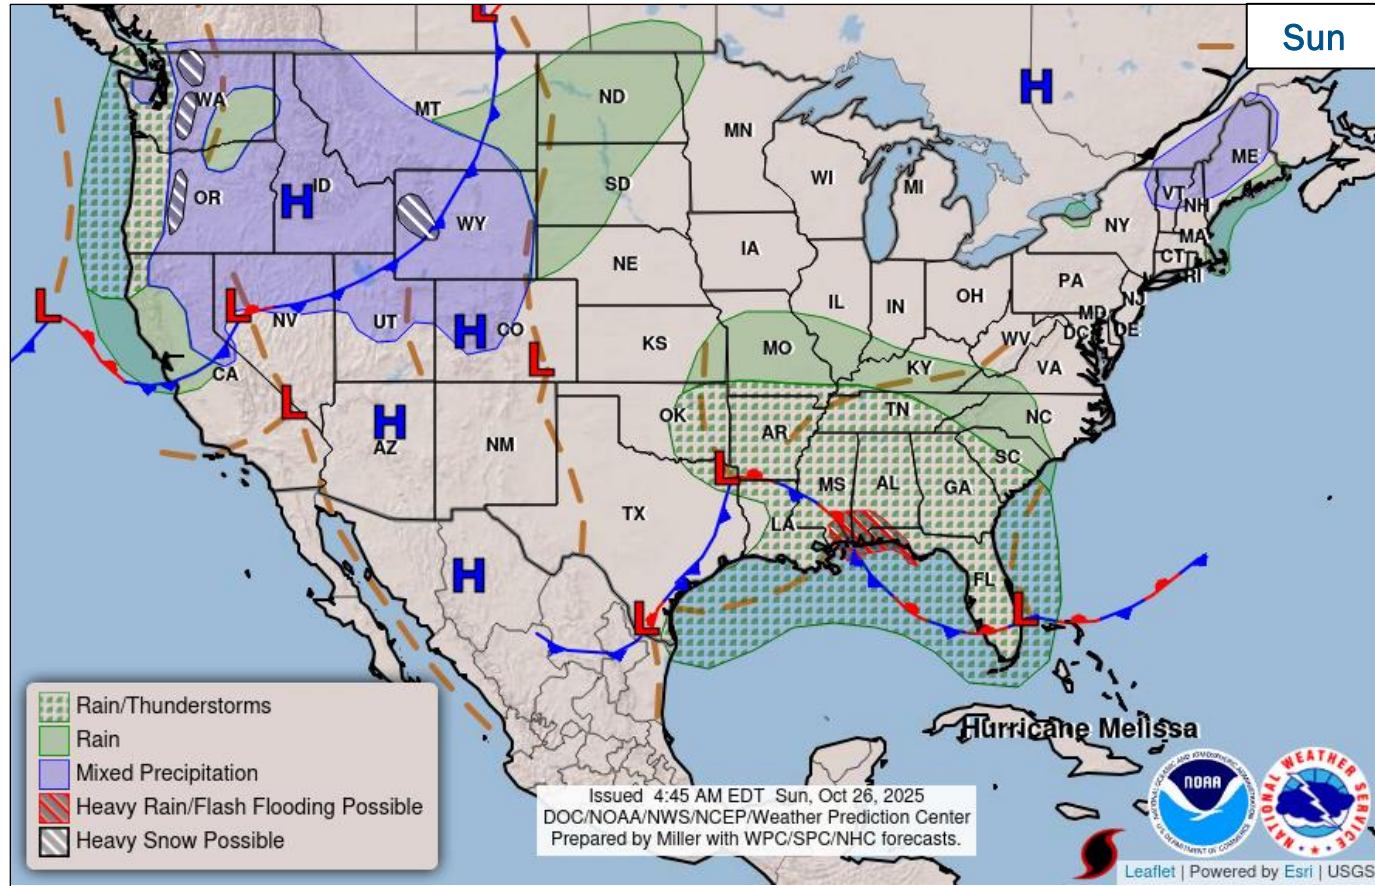 Sun
L
H
WA
MT
ND
MN
ME
OR
H
ID
WY
SD
WI
MI
VT
NH
NY
MA
CT
RI
IA
NE
PA
L
L
NV
UT
H
CO
IL
IN
OH
NJ
MD
DE
DC
WV
VA
KS
MO
KY
CA
L
L
H
AZ
NM
OK
AR
TN
NC
SC
L
MS
AL
GA
TX
LA
H
FL
L
L
Hurricane Melissa
Rain/Thunderstorms
Rain
Mixed Precipitation
Heavy Rain/Flash Flooding Possible
Heavy Snow Possible
Issued 4:45 AM EDT Sun, Oct 26, 2025
DOC/NOAA/NWS/NCEP/Weather Prediction Center
Prepared by Miller with WPC/SPC/NHC forecasts.
NOAA
NATIONAL WEATHER SERVICE
Leaflet | Powered by Esri | USGS